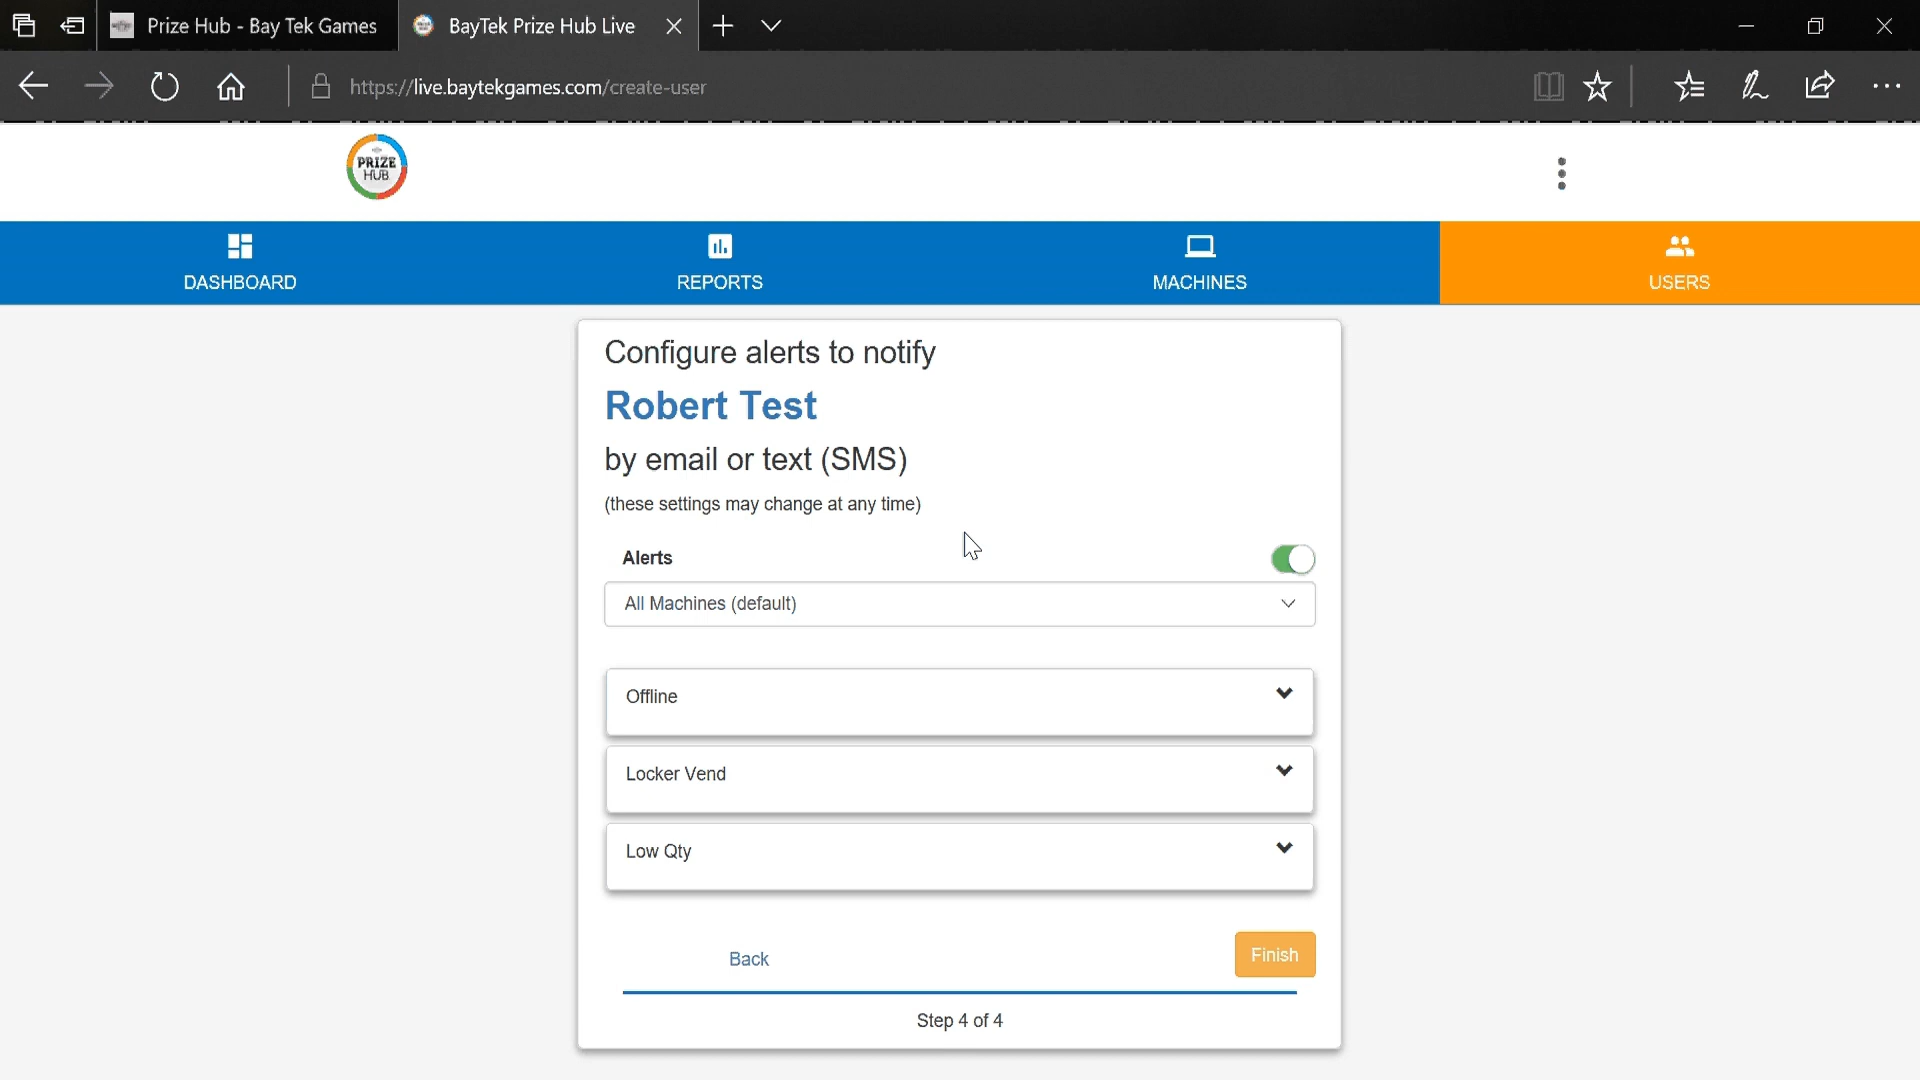 Prize Hub - Bay Tek Games
BayTek Prize Hub Live
https://live.baytekgames.com/create-user
PRIZE
HUB
DASHBOARD
REPORTS
MACHINES
USERS
Configure alerts to notify
Robert Test
by email or text (SMS)
(these settings may change at any time)
Alerts
All Machines (default)
Offline
Locker Vend
Low Qty
Back
Finish
Step 4 of 4